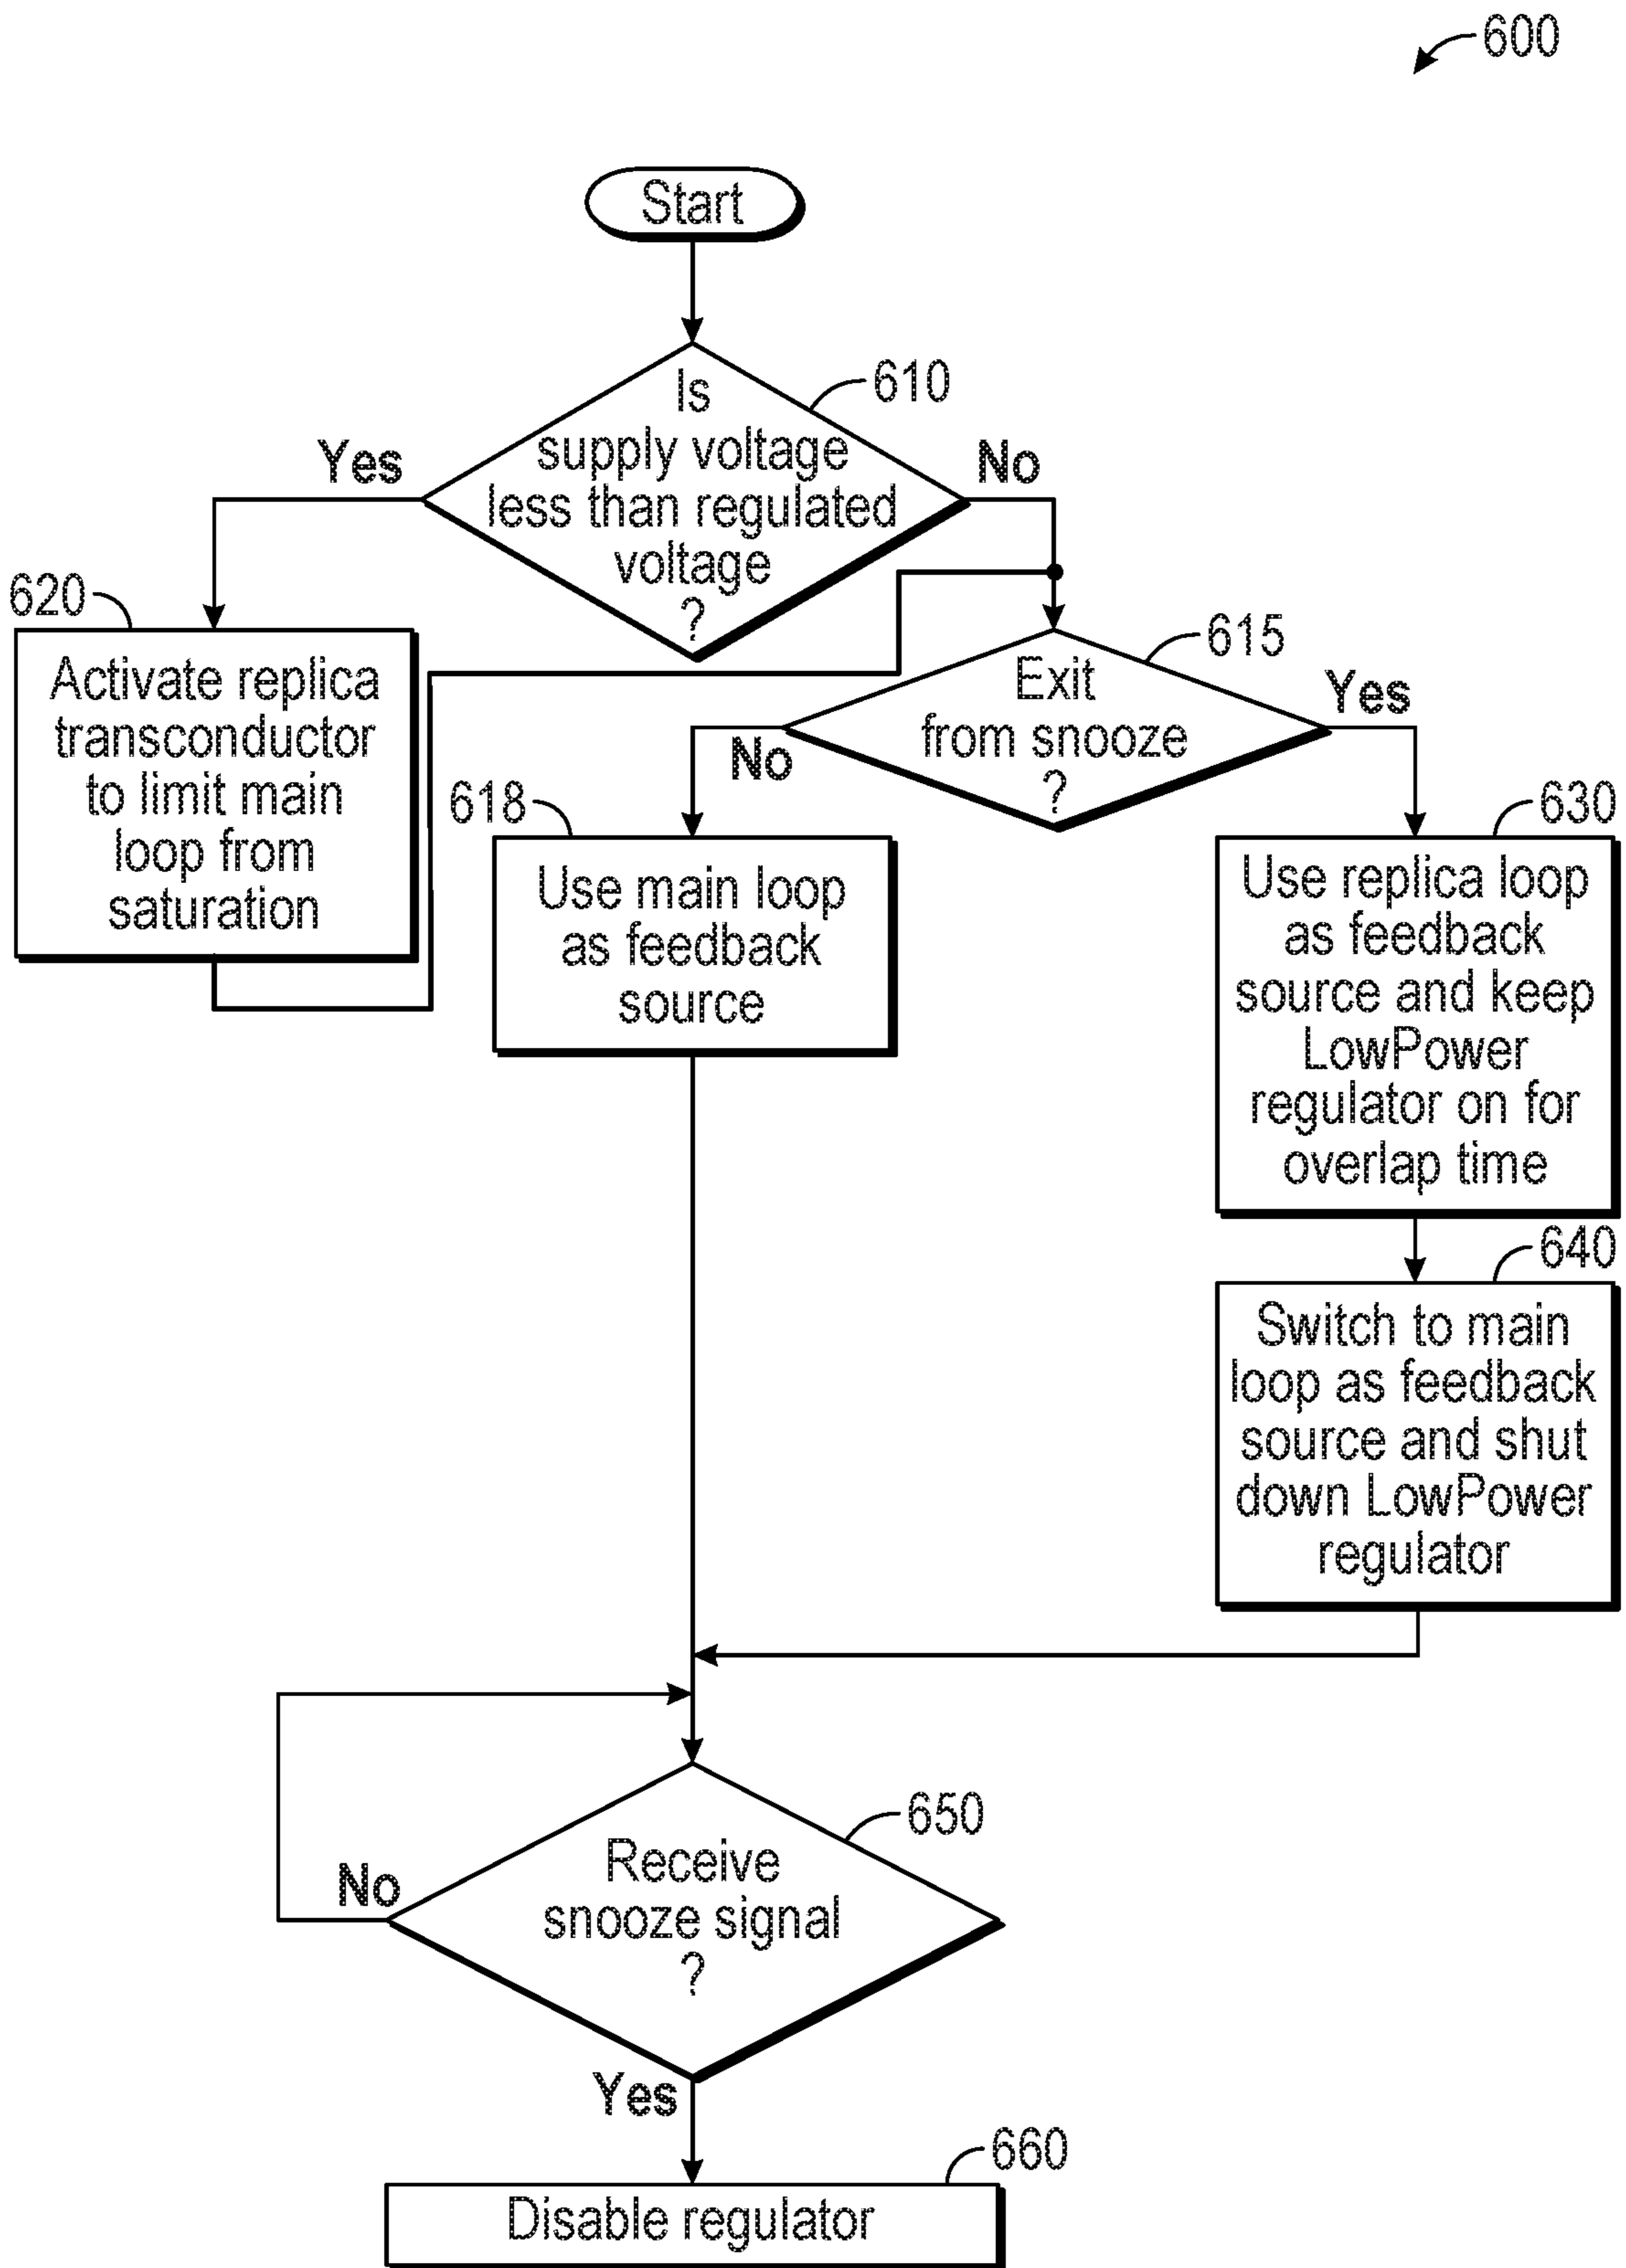 600
Start
Is
supply voltage
less than regulated
voltage
?
610
Yes
No
620
Activate replica
transconductor
to limit main
loop from
saturation
615
Exit
from snooze
?
Yes
No
618
Use main loop
as feedback
source
630
Use replica loop
as feedback
source and keep
LowPower
regulator on for
overlap time
640
Switch to main
loop as feedback
source and shut
down LowPower
regulator
650
Receive
snooze signal
?
No
Yes
660
Disable regulator